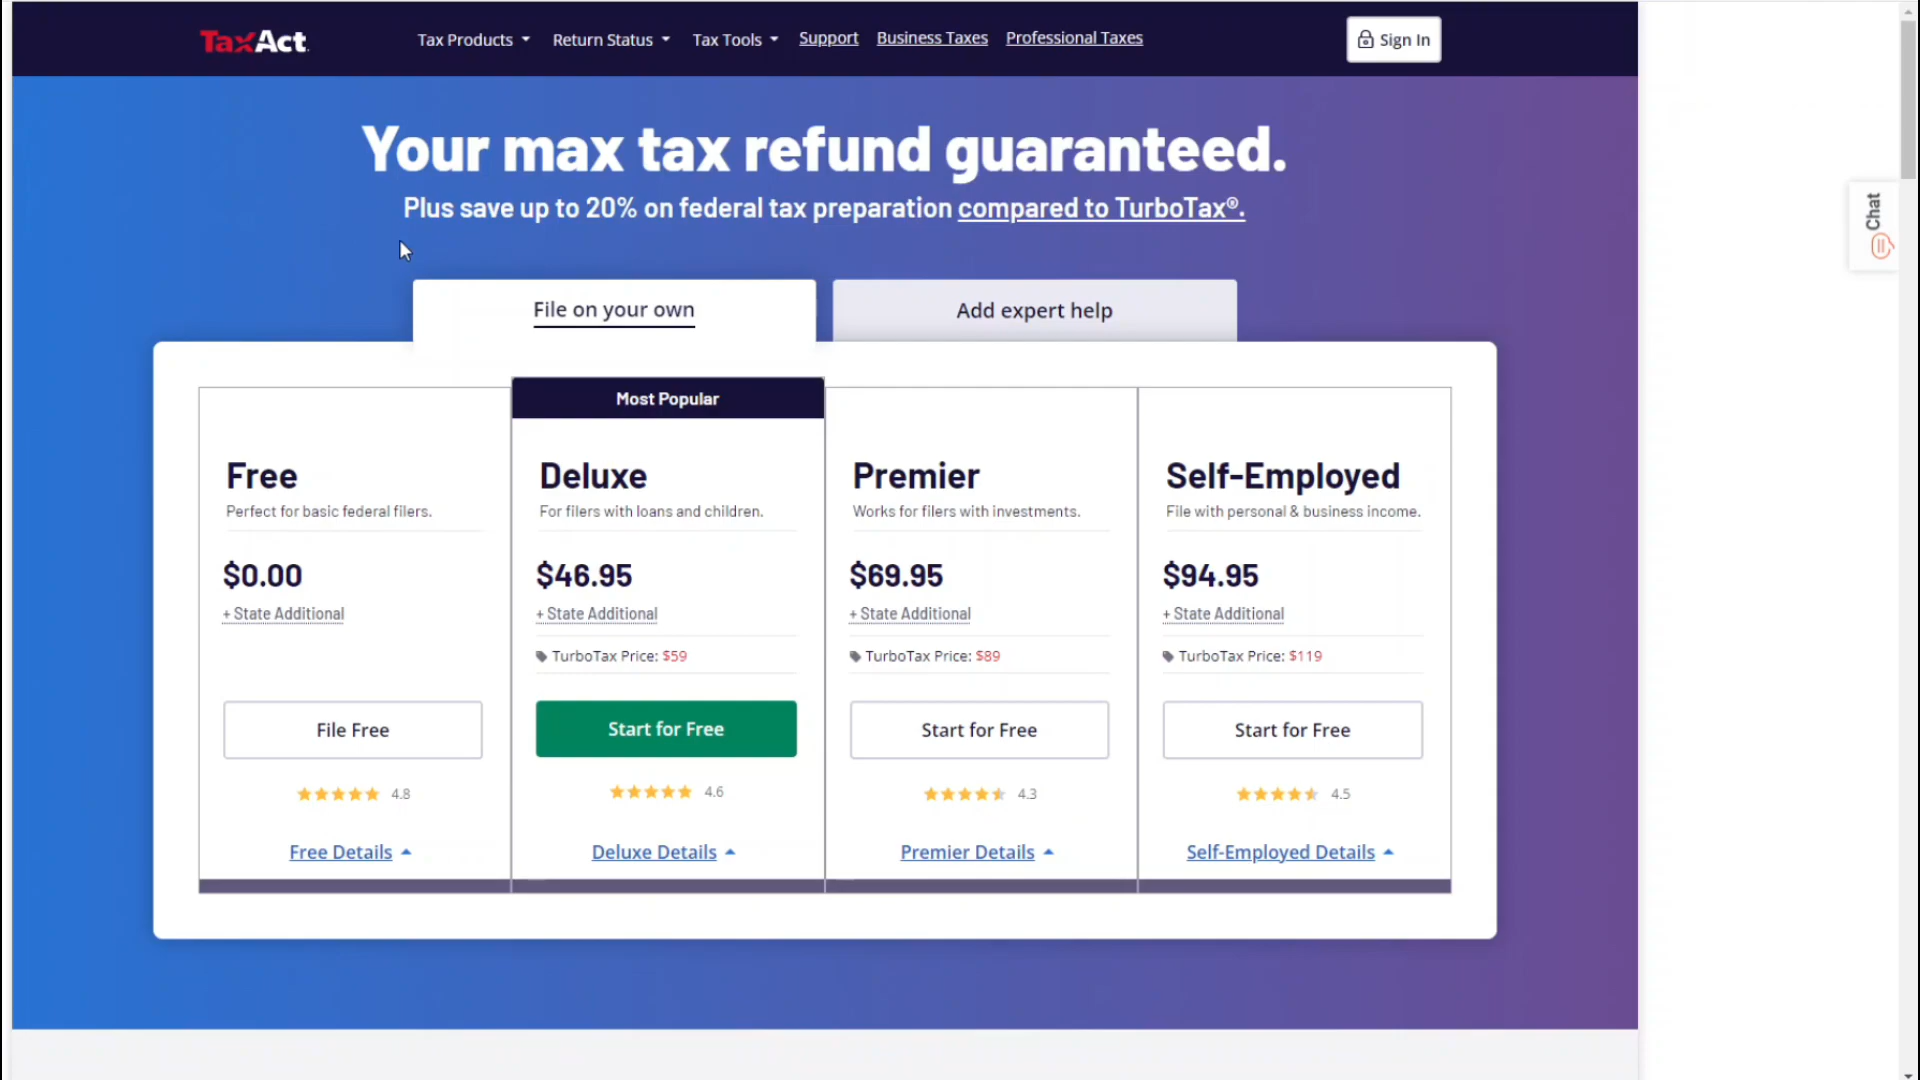 TaxAct.
Tax Products
Return Status
Tax Tools
Support
Business Taxes
Professional Taxes
Sign In
Your max tax refund guaranteed.
Plus save up to 20% on federal tax preparation compared to TurboTax®.
Chat
File on your own
Add expert help
Most Popular
Free
Perfect for basic federal filers.
$0.00
+ State Additional
File Free
4.8
Free Details
Deluxe
For filers with loans and children.
$46.95
+ State Additional
TurboTax Price: $59
Start for Free
4.6
Deluxe Details
Premier
Works for filers with investments.
$69.95
+ State Additional
TurboTax Price: $89
Start for Free
4.3
Premier Details
Self-Employed
File with personal & business income.
$94.95
+ State Additional
TurboTax Price: $119
Start for Free
4.5
Self-Employed Details